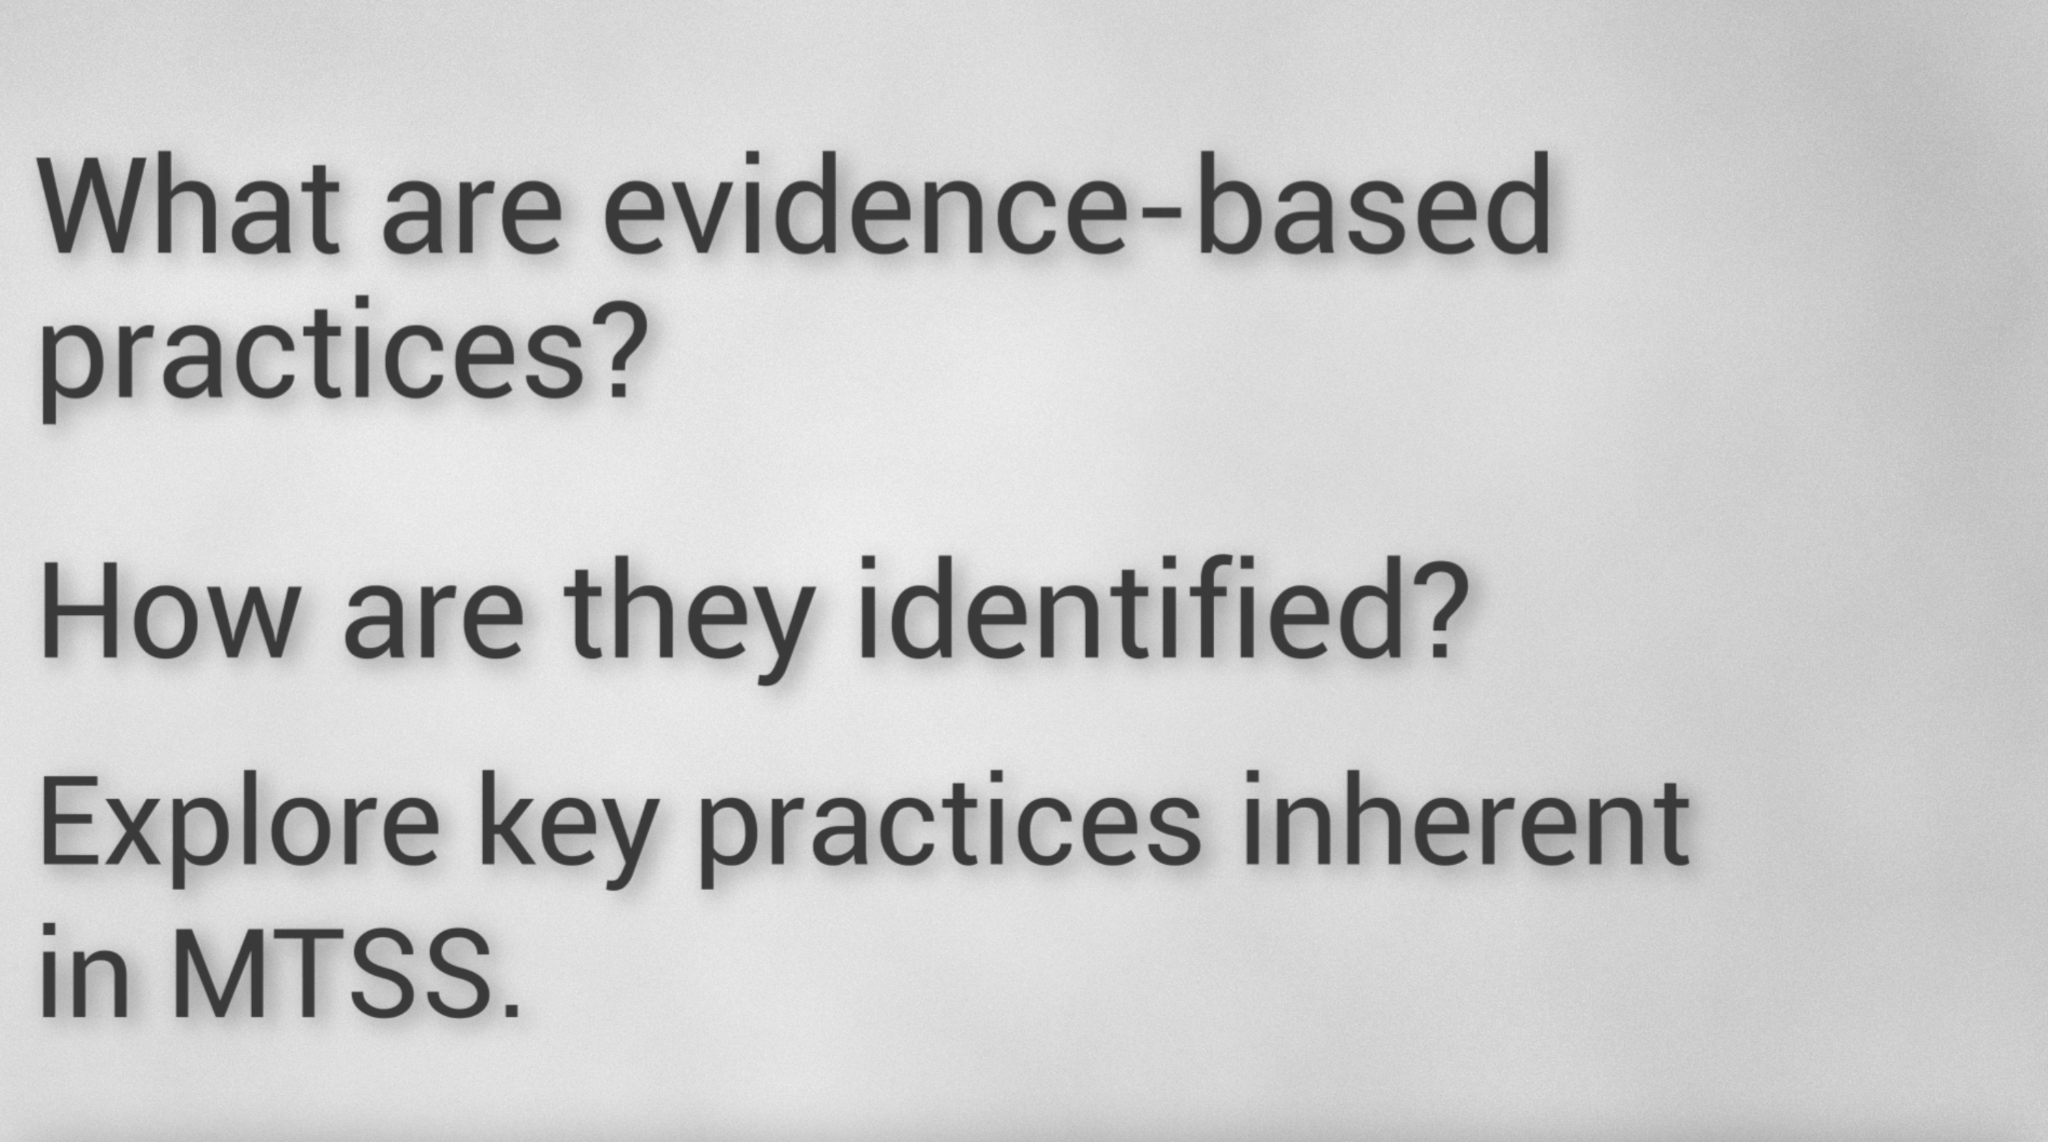 What are evidence-based
practices?
How are they identified?
Explore key practices inherent
in MTSS.